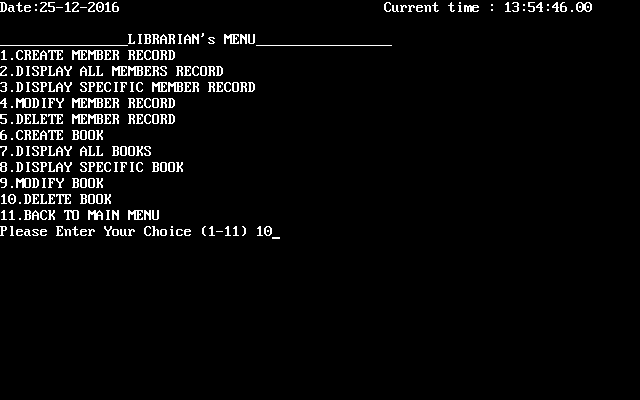 Date:25-12-2016 Current time : 13:54:46.00
________________LIBRARIAN's MENU_________________
1.CREATE MEMBER RECORD
2.DISPLAY ALL MEMBERS RECORD
3.DISPLAY SPECIFIC MEMBER RECORD
4.MODIFY MEMBER RECORD
5.DELETE MEMBER RECORD
6.CREATE BOOK
7.DISPLAY ALL BOOKS
8.DISPLAY SPECIFIC BOOK
9.MODIFY BOOK
10.DELETE BOOK
11.BACK TO MAIN MENU
Please Enter Your Choice (1-11) 10_